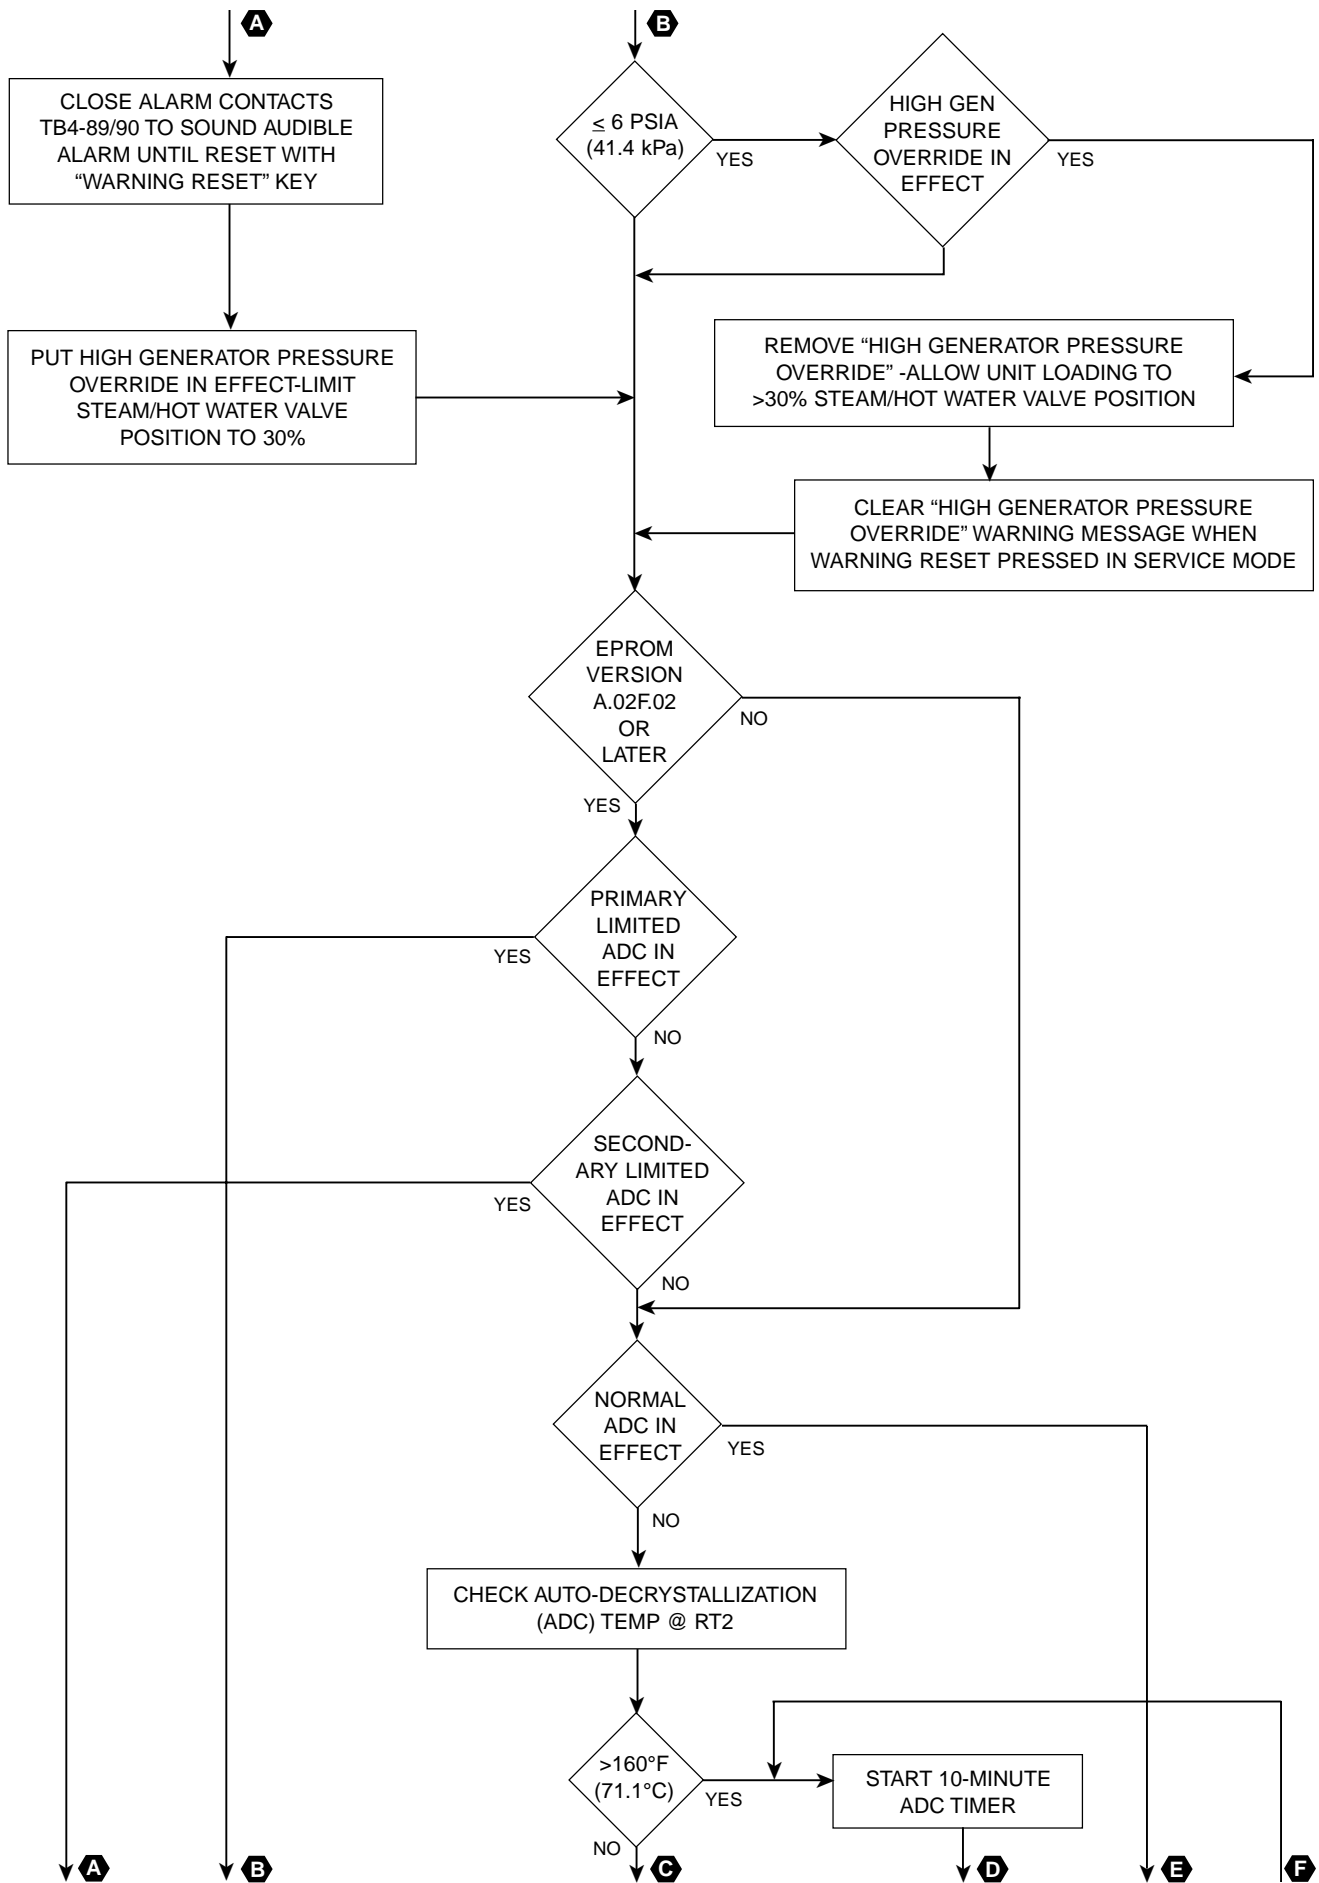 A
B
CLOSE ALARM CONTACTS
TB4-89/90 TO SOUND AUDIBLE
ALARM UNTIL RESET WITH
“WARNING RESET” KEY
≤ 6 PSIA
(41.4 kPa)
YES
HIGH GEN
PRESSURE
OVERRIDE IN
EFFECT
YES
PUT HIGH GENERATOR PRESSURE
OVERRIDE IN EFFECT-LIMIT
STEAM/HOT WATER VALVE
POSITION TO 30%
REMOVE “HIGH GENERATOR PRESSURE
OVERRIDE” -ALLOW UNIT LOADING TO
>30% STEAM/HOT WATER VALVE POSITION
CLEAR “HIGH GENERATOR PRESSURE
OVERRIDE” WARNING MESSAGE WHEN
WARNING RESET PRESSED IN SERVICE MODE
EPROM
VERSION
A.02F.02
OR
LATER
NO
YES
PRIMARY
LIMITED
ADC IN
EFFECT
YES
NO
SECOND-
ARY LIMITED
ADC IN
EFFECT
YES
NO
NORMAL
ADC IN
EFFECT
YES
NO
CHECK AUTO-DECRYSTALLIZATION
(ADC) TEMP @ RT2
>160°F
(71.1°C)
YES
NO
START 10-MINUTE
ADC TIMER
A
B
C
D
E
F